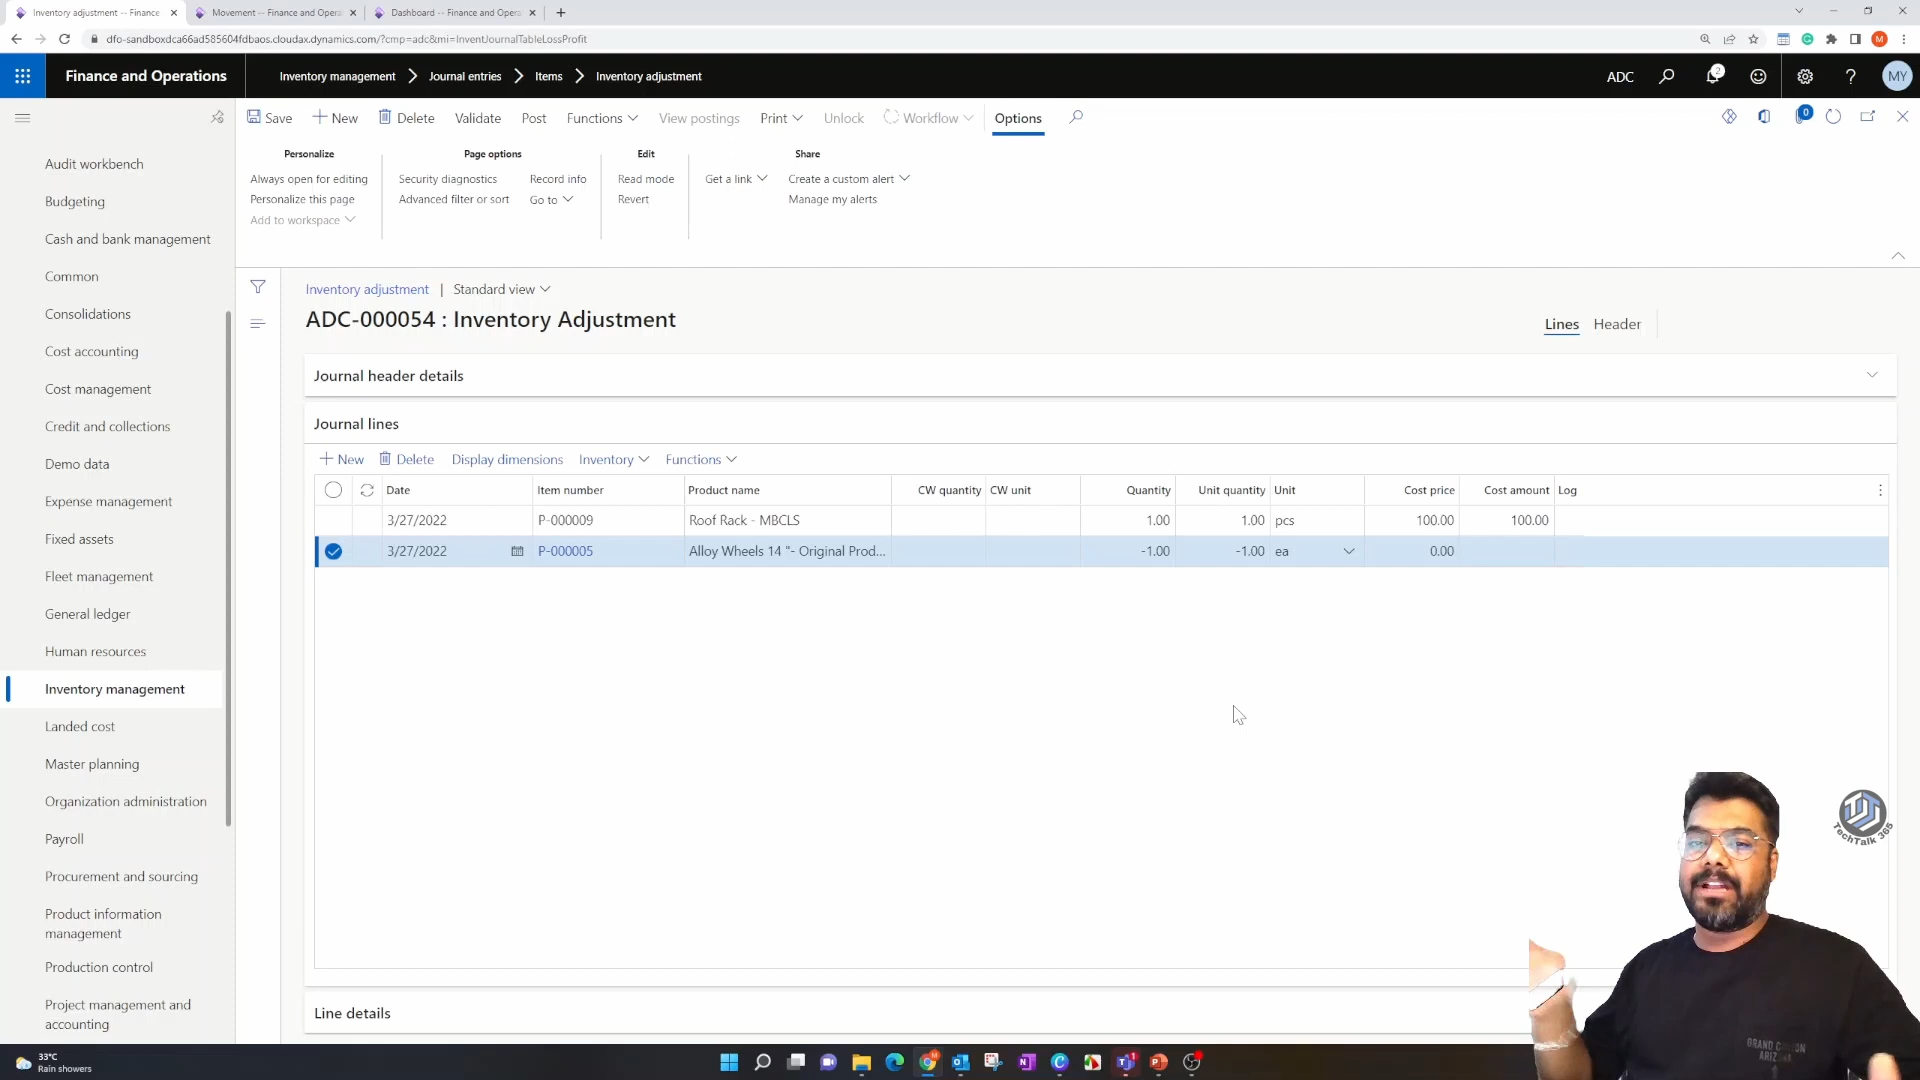 Inventory adjustment -- Finance
Movement -- Finance and Opera
Dashboard -- Finance and Opera
dfo-sandboxdca66ad585604fdbaos.cloudax.dynamics.com/?cmp=adc&mi=InventJournalTableLossProfit
M
Finance and Operations
Inventory management
Journal entries
Items
Inventory adjustment
ADC
2
?
MY
Save
New
Delete
Validate
Post
Functions
View postings
Print
Unlock
Workflow
Options
0
Personalize
Always open for editing
Personalize this page
Add to workspace
Page options
Security diagnostics
Advanced filter or sort
Record info
Go to
Edit
Read mode
Revert
Share
Get a link
Create a custom alert
Manage my alerts
Audit workbench
Budgeting
Cash and bank management
Common
Consolidations
Cost accounting
Cost management
Credit and collections
Demo data
Expense management
Fixed assets
Fleet management
General ledger
Human resources
Inventory management
Landed cost
Master planning
Organization administration
Payroll
Procurement and sourcing
Product information
management
Production control
Project management and
accounting
Inventory adjustment | Standard view
ADC-000054 : Inventory Adjustment
Lines Header
Journal header details
Journal lines
New Delete Display dimensions Inventory Functions
Date Item number Product name CW quantity CW unit Quantity Unit quantity Unit Cost price Cost amount Log
3/27/2022 P-000009 Roof Rack - MBCLS 1.00 1.00 pcs 100.00 100.00
3/27/2022 P-000005 Alloy Wheels 14 "- Original Prod... -1.00 -1.00 ea 0.00
Line details
TechTalk 365
GRAND CANYON
ARIZONA
33°C
Rain showers